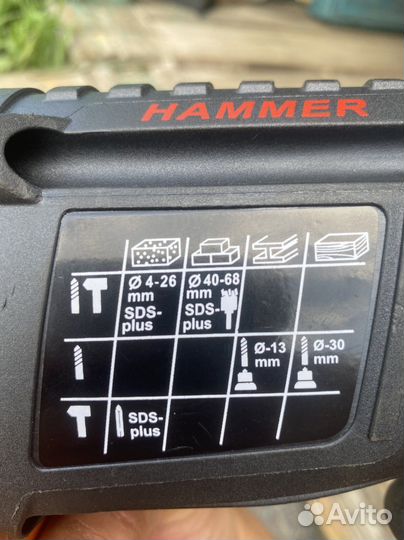 HAMMER
Ø 4-26 Ø 40-68
mm mm
SDS- SDS-
plus plus
Ø-13 Ø-30
mm mm
SDS-
plus
Avito